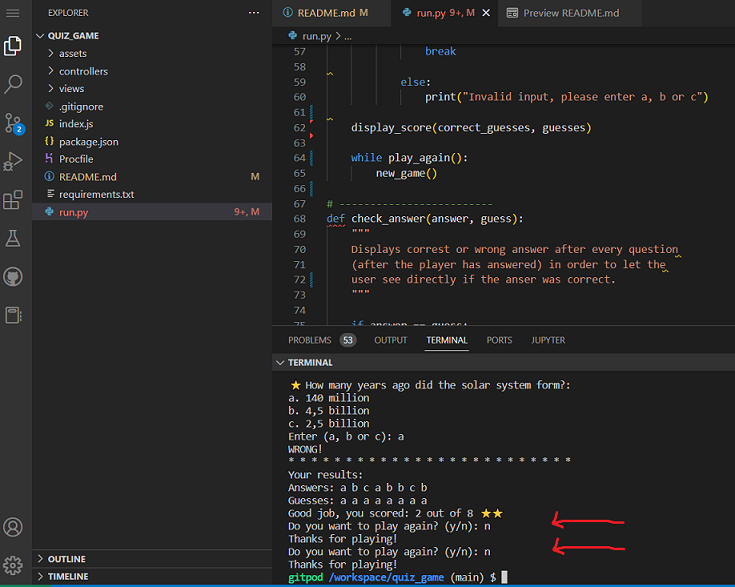 EXPLORER ...
README.md M
run.py 9+, M
Preview README.md
QUIZ_GAME
run.py > ...
assets
controllers
views
.gitignore
JS index.js
{} package.json
Procfile
README.md M
requirements.txt
run.py 9+, M
2
57 break
58
59 else:
60 print("Invalid input, please enter a, b or c")
61
62 display_score(correct_guesses, guesses)
63
64 while play_again():
65 new_game()
66
67 # -------------------------
68 def check_answer(answer, guess):
69 """
70 Displays correst or wrong answer after every question
71 (after the player has answered) in order to let the
72 user see directly if the anser was correct.
73 """
74
75 if answer == guess:
PROBLEMS 53 OUTPUT TERMINAL PORTS JUPYTER
TERMINAL
How many years ago did the solar system form?:
a. 140 million
b. 4,5 billion
c. 2,5 billion
Enter (a, b or c): a
WRONG!
* * * * * * * * * * * * * * * * * * * * * * * * *
Your results:
Answers: a b c a b b c b
Guesses: a a a a a a a a
Good job, you scored: 2 out of 8
Do you want to play again? (y/n): n
Thanks for playing!
Do you want to play again? (y/n): n
Thanks for playing!
gitpod /workspace/quiz_game (main) $
OUTLINE
TIMELINE